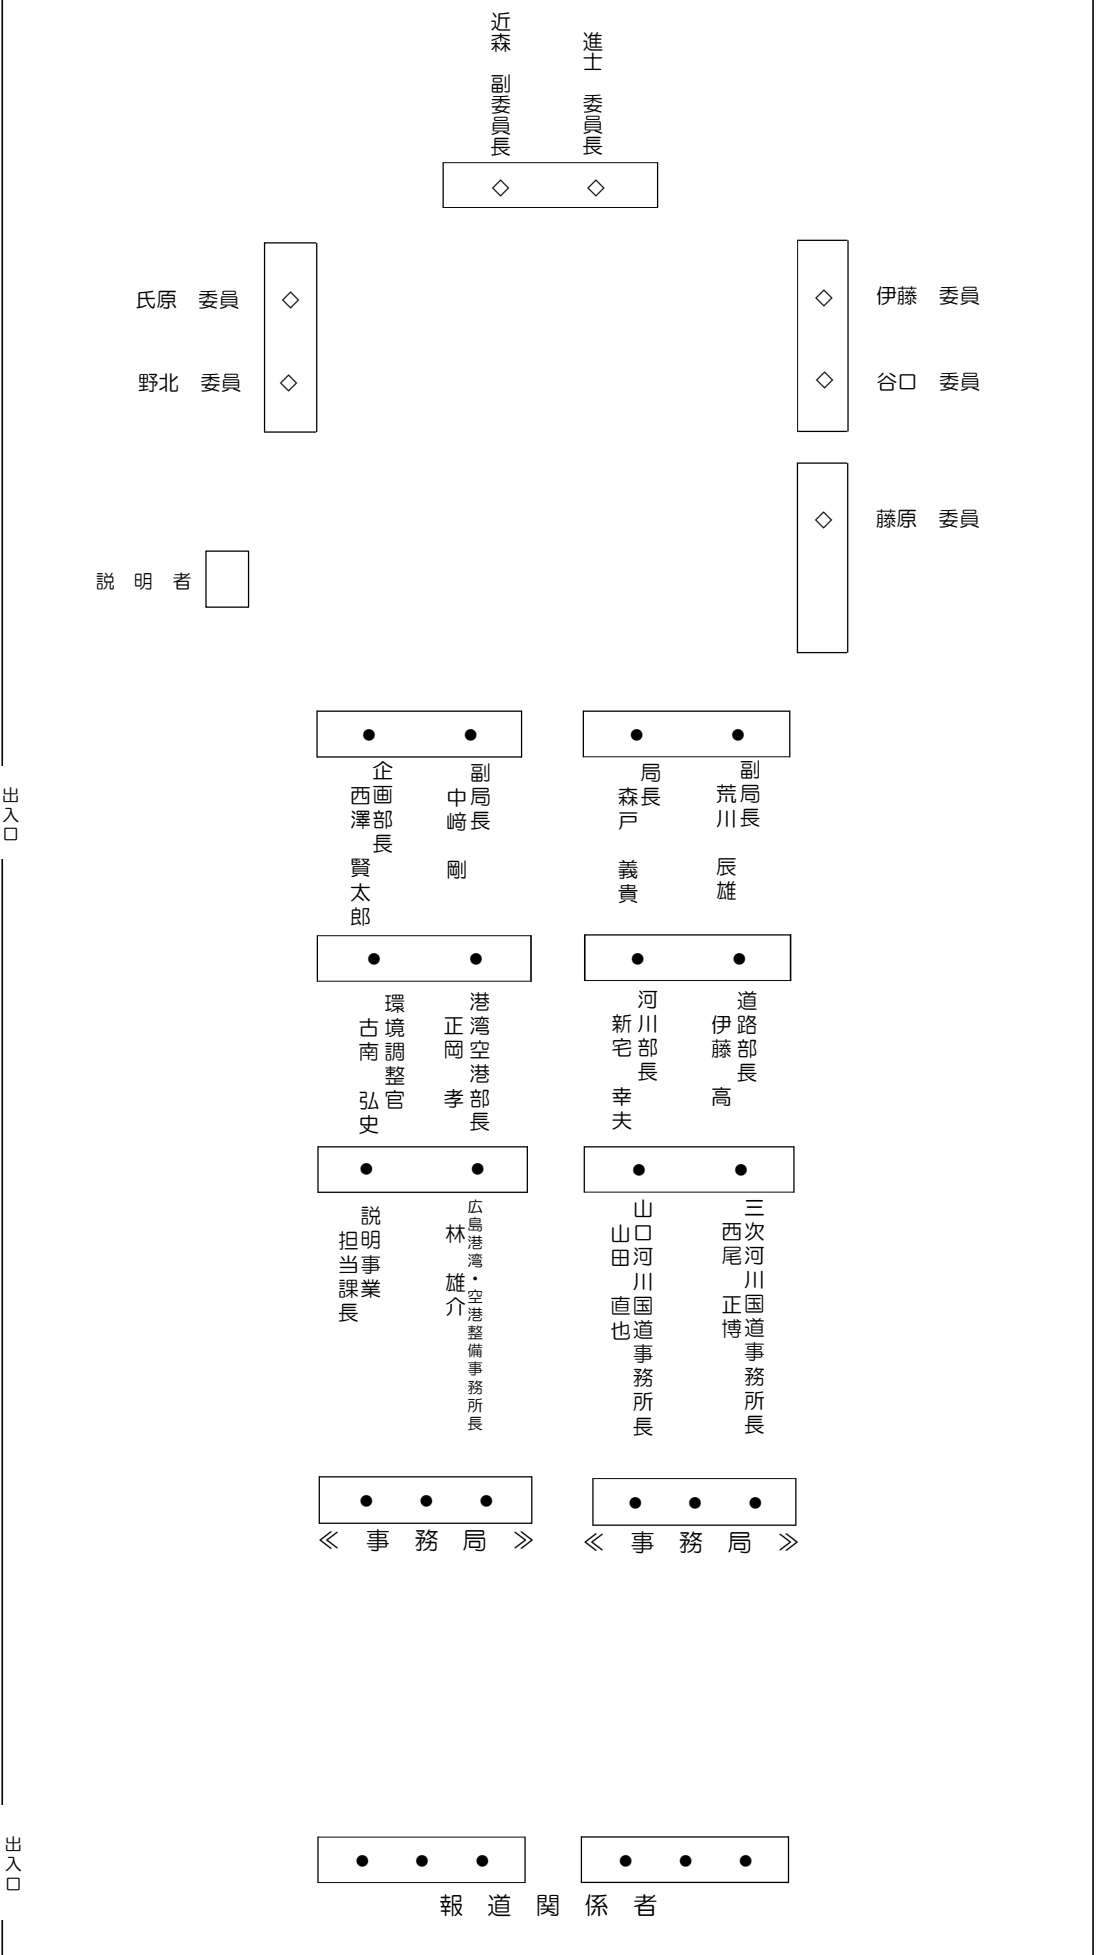 進士　委員長
近森　副委員長
氏原　委員
野北　委員
伊藤　委員
谷口　委員
藤原　委員
説　明　者
出入口
副局長
荒川　辰雄
局長
森戸　義貴
副局長
中﨑　剛
企画部長
西澤　賢太郎
道路部長
伊藤　高
河川部長
新宅　幸夫
港湾空港部長
正岡　孝
環境調整官
古南　弘史
三次河川国道事務所長
西尾　正博
山口河川国道事務所長
山田　直也
広島港湾・空港整備事務所長
林　雄介
説明事業
担当課長
≪　事　務　局　≫
≪　事　務　局　≫
出入口
報　道　関　係　者